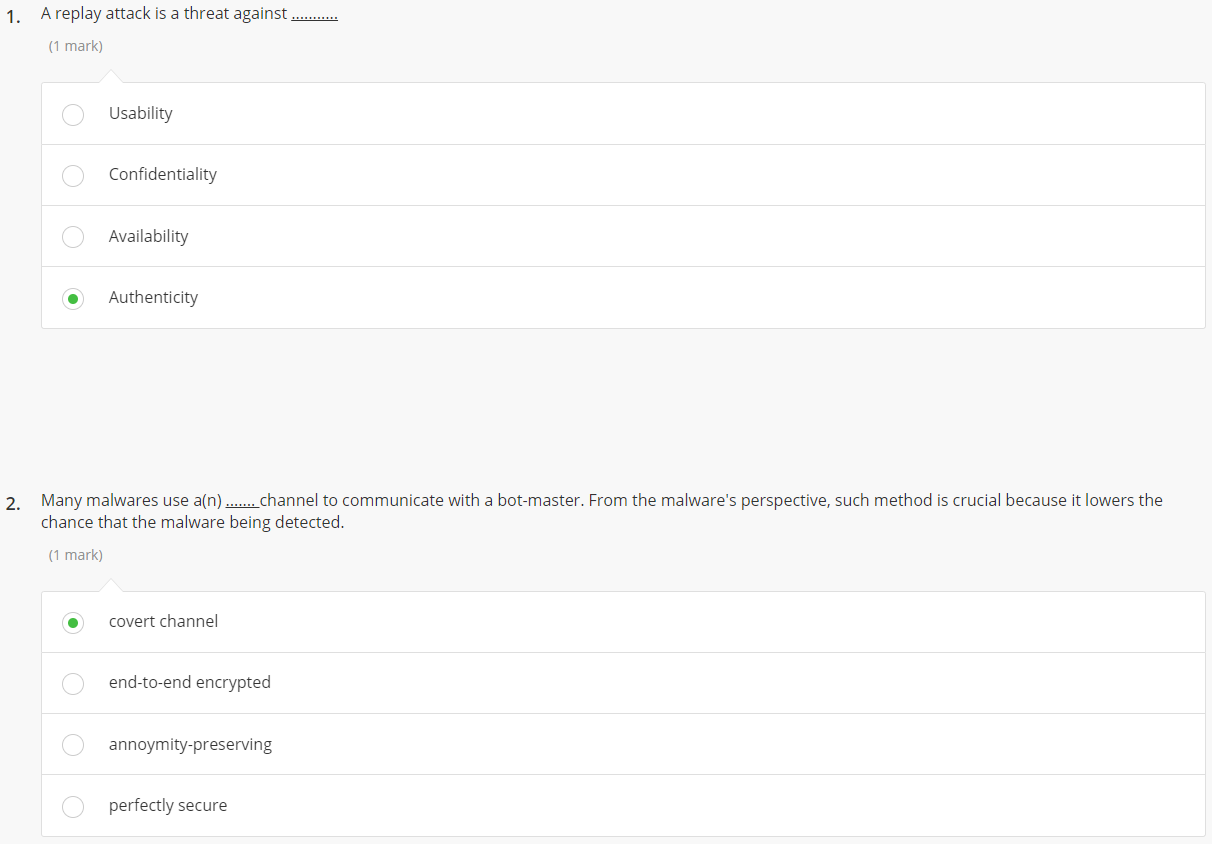 1. A replay attack is a threat against ...........
(1 mark)
Usability
Confidentiality
Availability
Authenticity
2. Many malwares use a(n) ....... channel to communicate with a bot-master. From the malware's perspective, such method is crucial because it lowers the
chance that the malware being detected.
(1 mark)
covert channel
end-to-end encrypted
annoymity-preserving
perfectly secure